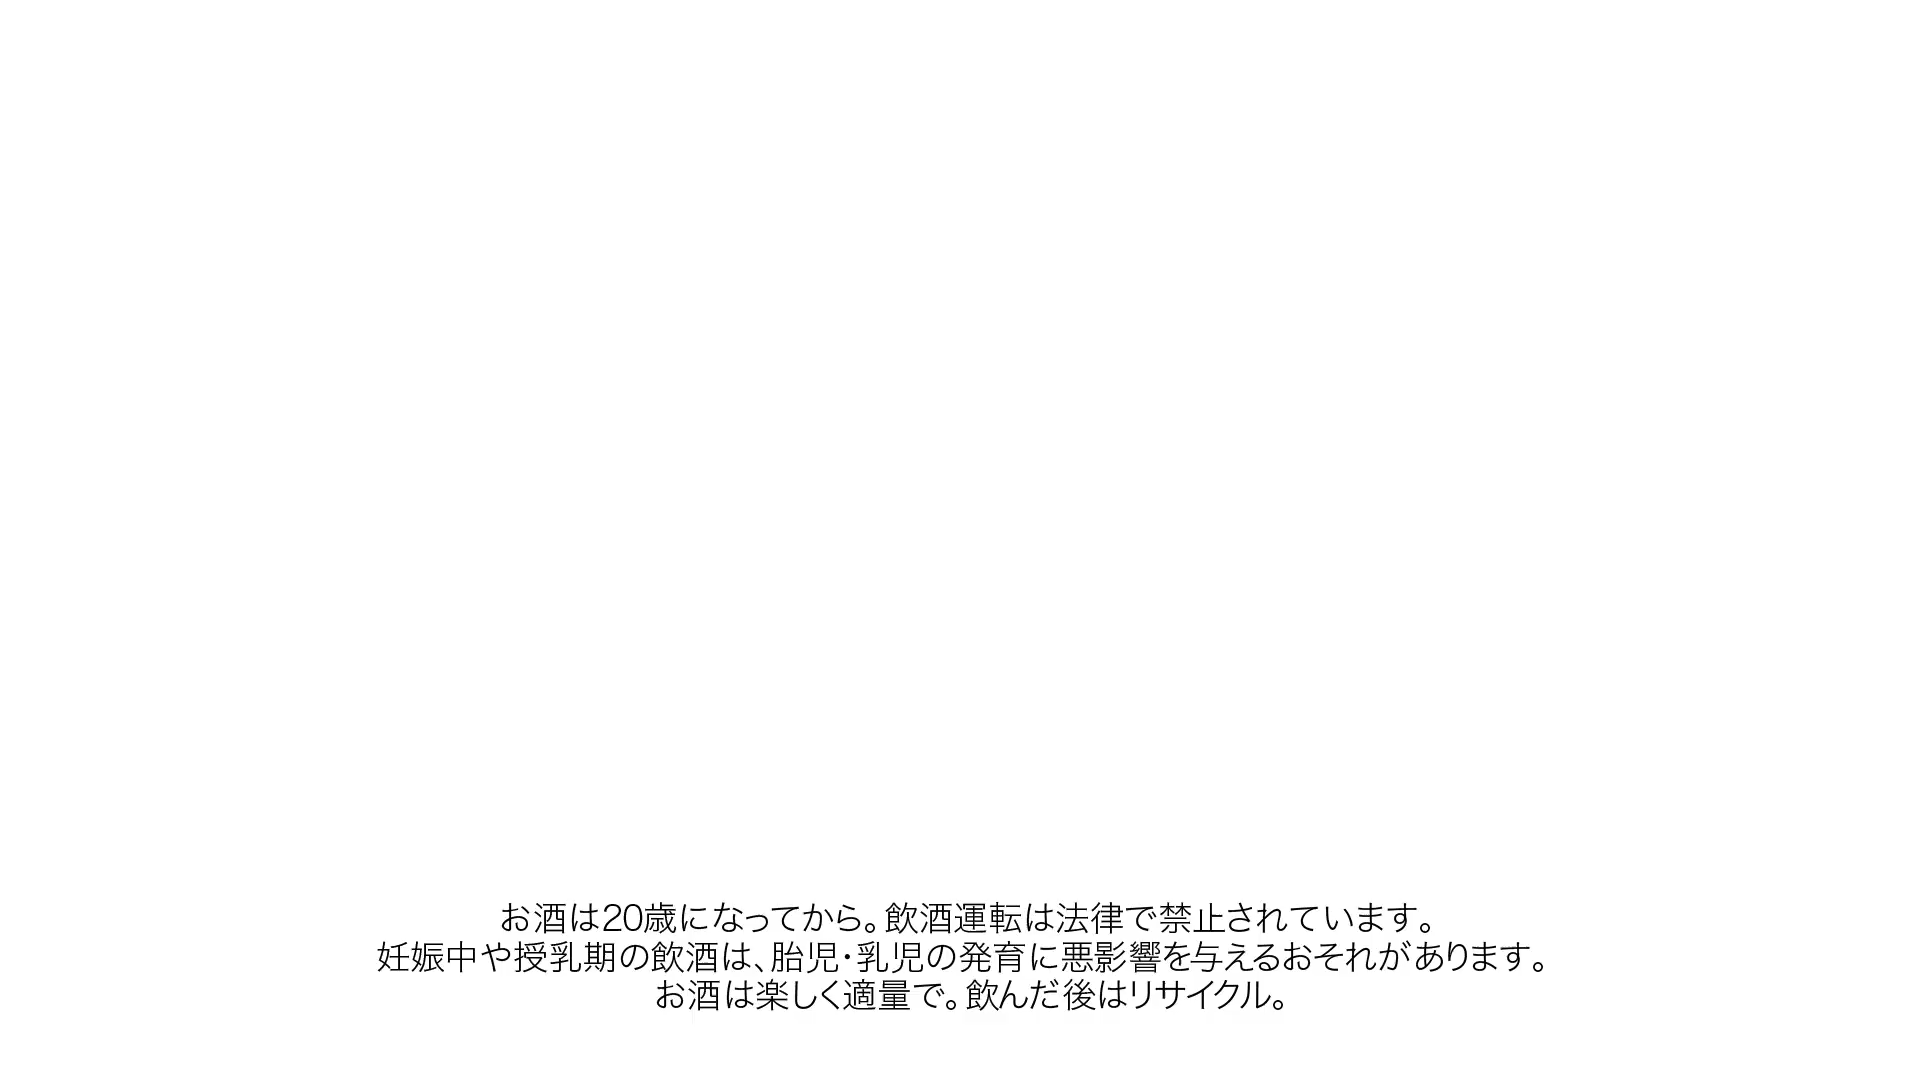 お酒は20歳になってから。飲酒運転は法律で禁止されています。
妊娠中や授乳期の飲酒は、胎児・乳児の発育に悪影響を与えるおそれがあります。
お酒は楽しく適量で。飲んだ後はリサイクル。